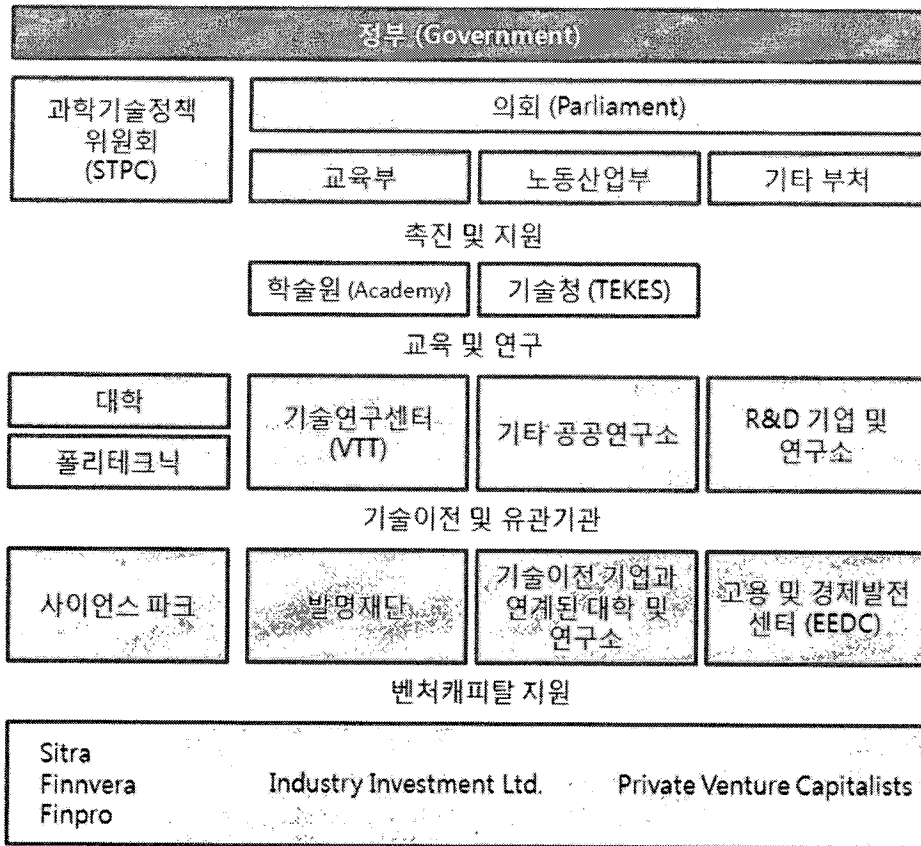 정부 (Government)
과학기술정책
위원회
(STPC)
의회 (Parliament)
교육부
노동산업부
기타 부처
촉진 및 지원
학술원 (Academy)
기술청 (TEKES)
교육 및 연구
대학
폴리테크닉
기술연구센터
(VTT)
기타 공공연구소
R&D 기업 및
연구소
기술이전 및 유관기관
사이언스 파크
발명재단
기술이전 기업과
연계된 대학 및
연구소
고용 및 경제발전
센터 (EEDC)
벤처캐피탈 지원
Sitra
Finnvera
Finpro
Industry Investment Ltd.
Private Venture Capitalists